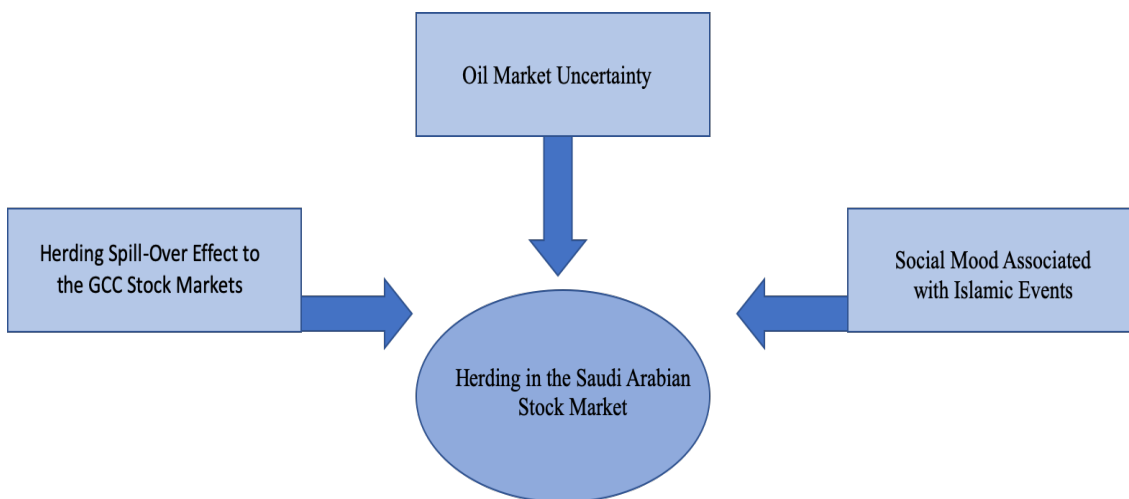 Oil Market Uncertainty
Herding Spill-Over Effect to
the GCC Stock Markets
Social Mood Associated
with Islamic Events
Herding in the Saudi Arabian
Stock Market